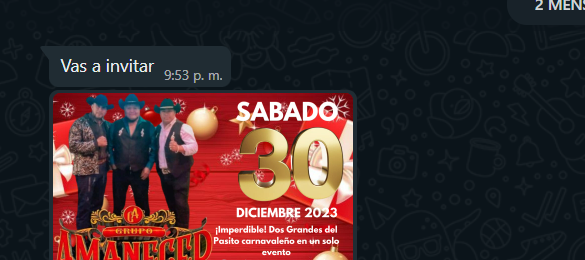 2 MENS
Vas a invitar
9:53 p. m.
SABADO
30
DICIEMBRE 2023
¡Imperdible! Dos Grandes del
Pasito carnavaleño en un solo
evento
GRUPO
AMANECER